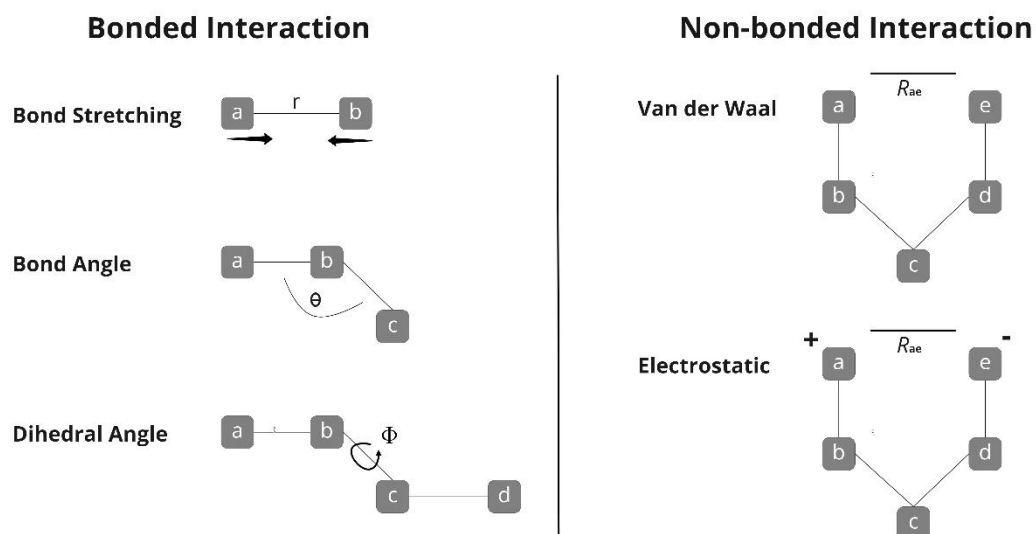 Bonded Interaction
Bond Stretching
a
r
b
Bond Angle
a
b
θ
c
Dihedral Angle
a
b
Φ
c
d
Non-bonded Interaction
Van der Waal
Rae
a
e
b
d
c
Electrostatic
+
Rae
-
a
e
b
d
c